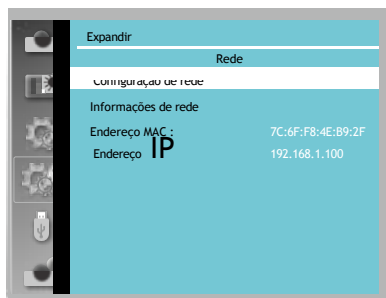 Expandir
Rede
Configuração de rede
Informações de rede
Endereço MAC : 7C:6F:F8:4E:B9:2F
Endereço IP 192.168.1.100